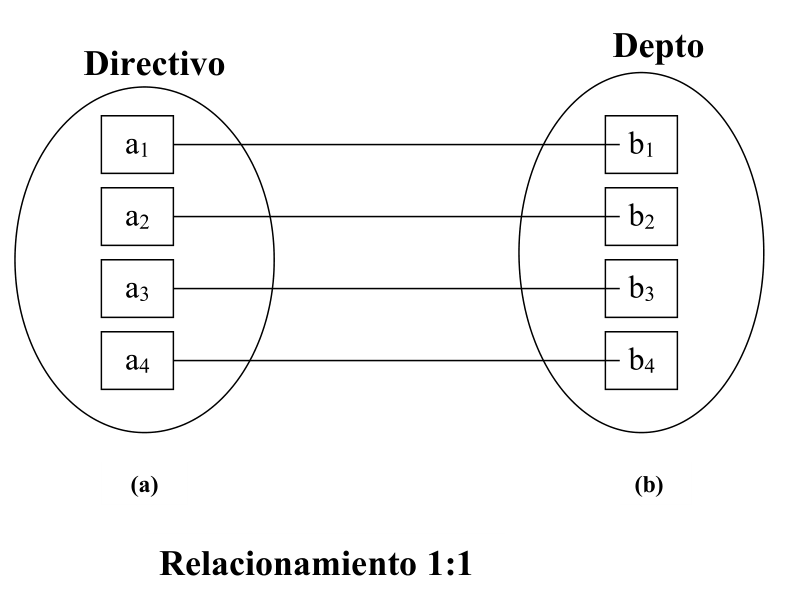 Directivo
Depto
a1
b1
a2
b2
a3
b3
a4
b4
(a)
(b)
Relacionamiento 1:1